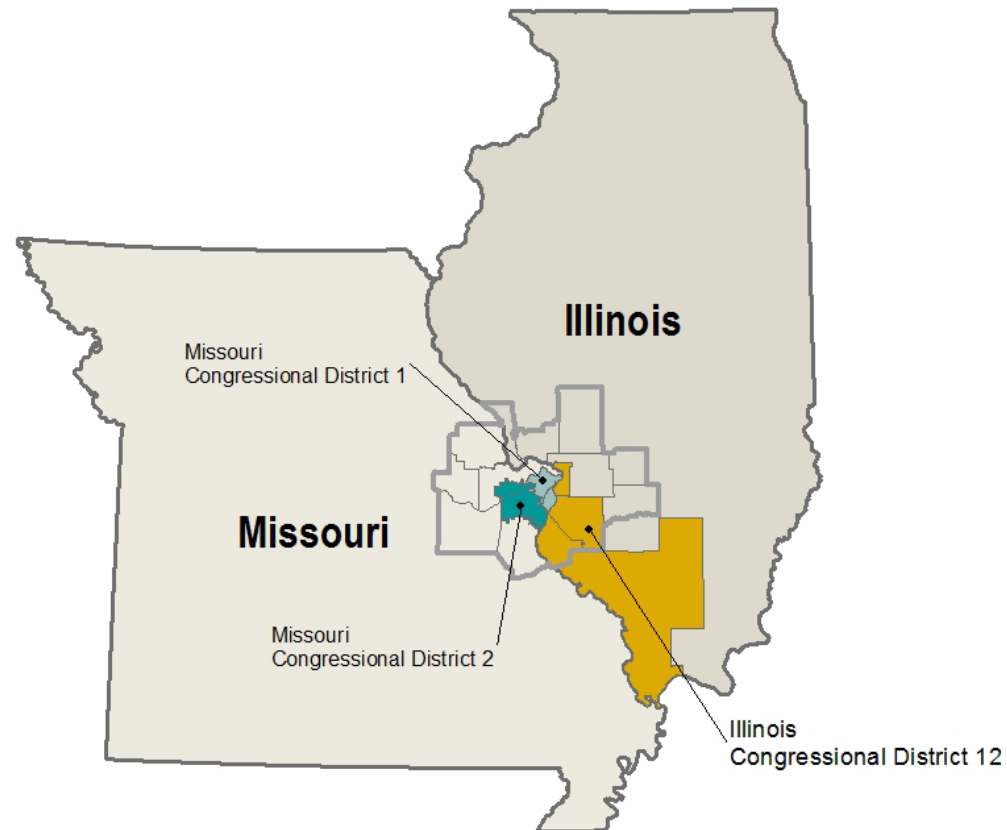 Illinois
Missouri
Congressional District 1
Missouri
Missouri
Congressional District 2
Illinois
Congressional District 12